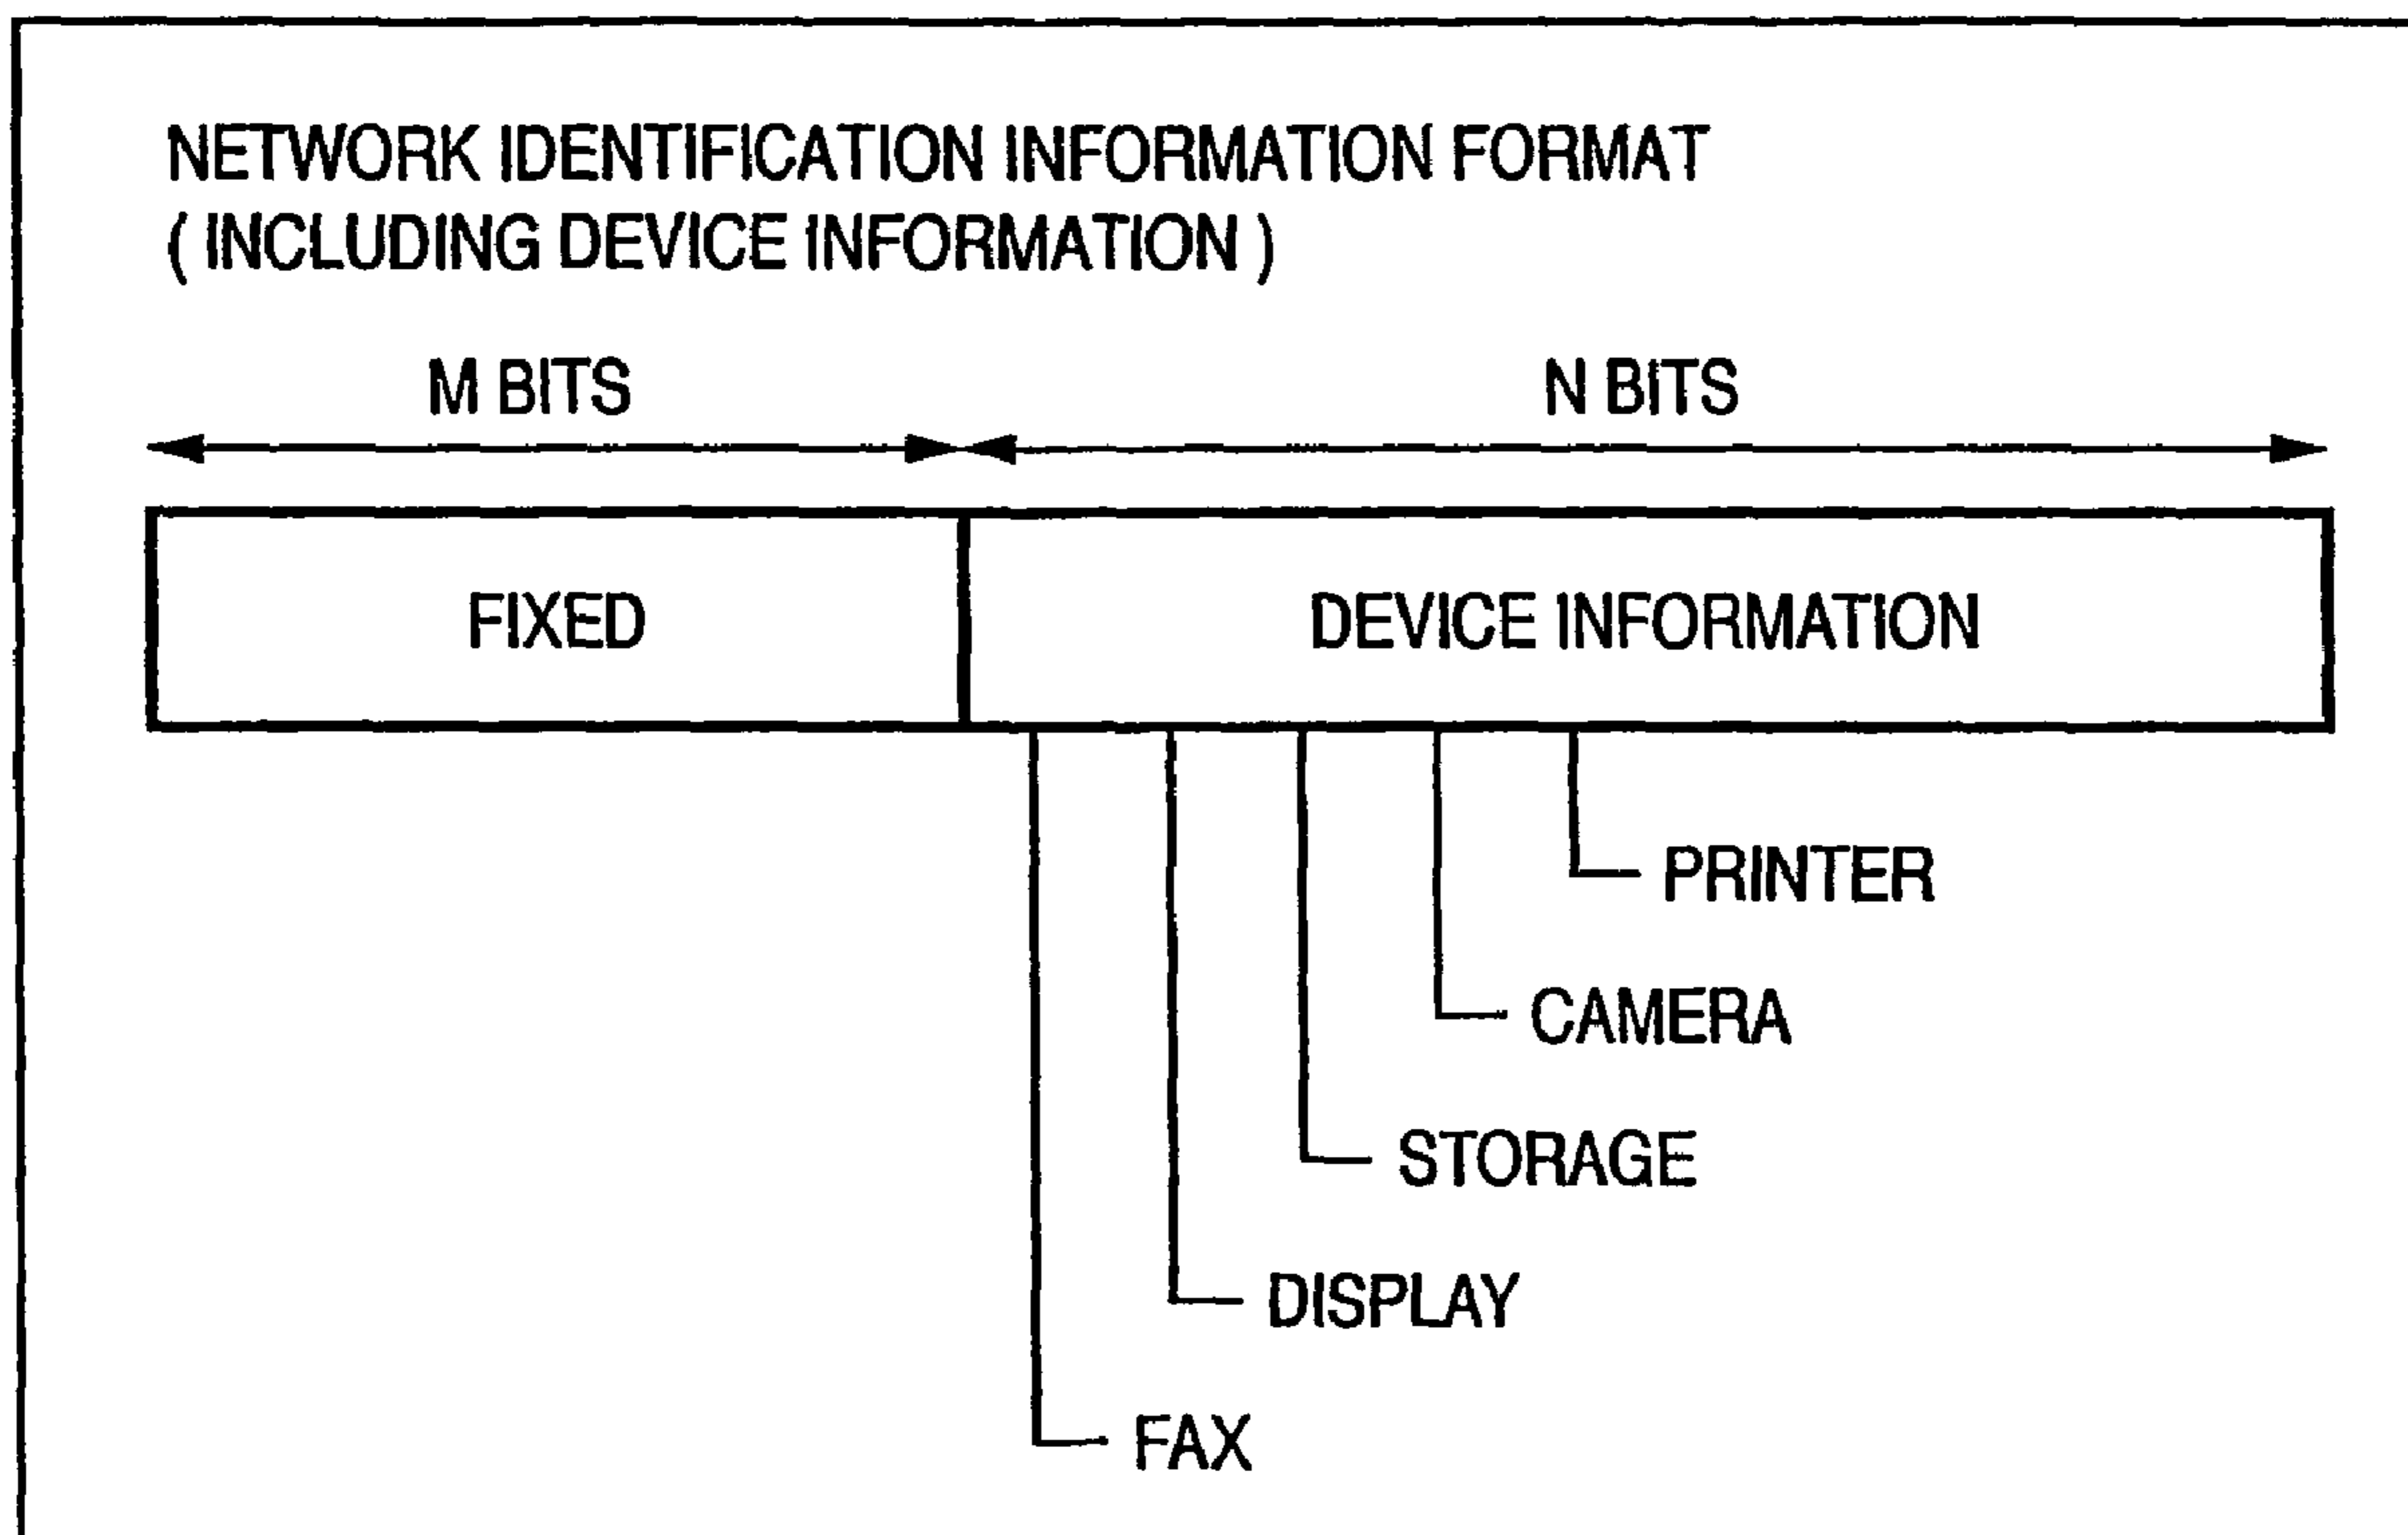 NETWORK IDENTIFICATION INFORMATION FORMAT
( INCLUDING DEVICE INFORMATION )
M BITS
N BITS
FIXED
DEVICE INFORMATION
PRINTER
CAMERA
STORAGE
DISPLAY
FAX